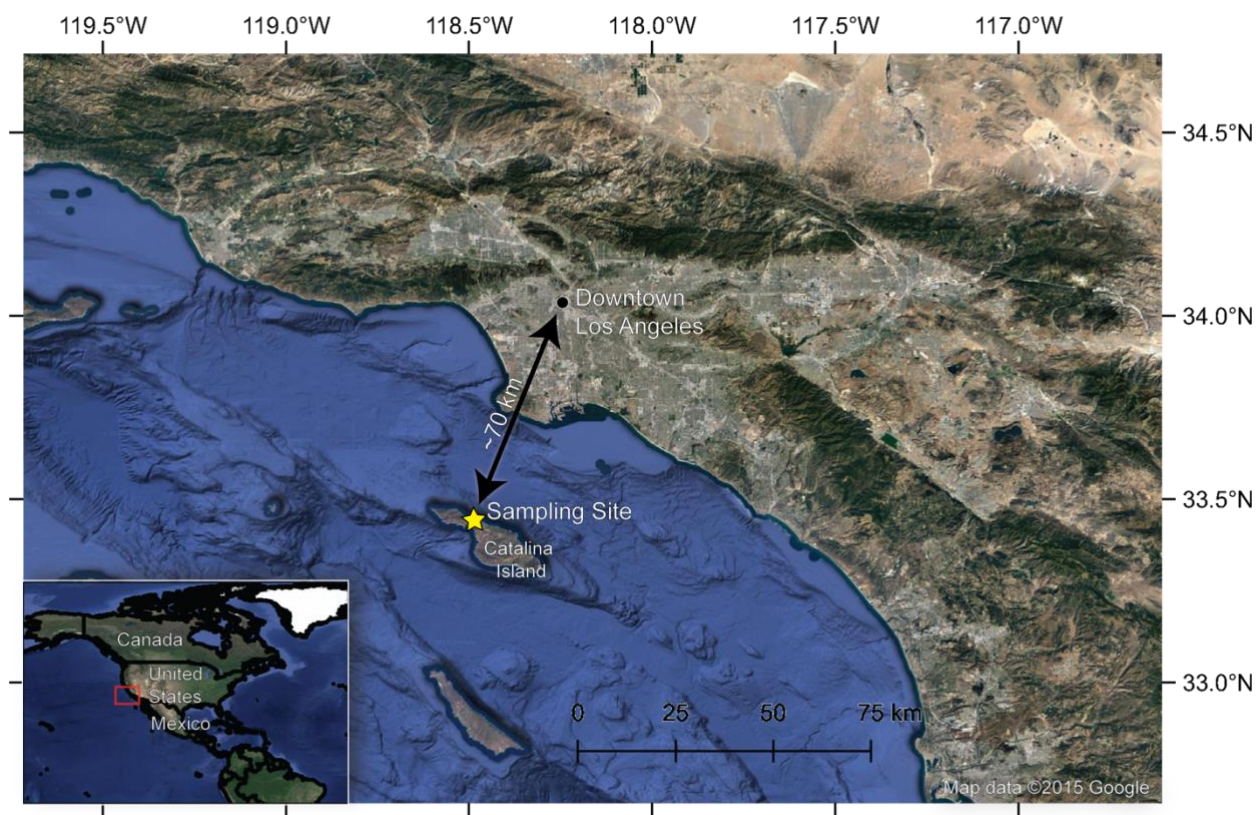 119.5°W 119.0°W 118.5°W 118.0°W 117.5°W 117.0°W
34.5°N
Downtown
Los Angeles
34.0°N
~70 km
33.5°N
Sampling Site
Catalina
Island
Canada
United
States
Mexico
33.0°N
0 25 50 75 km
Map data ©2015 Google